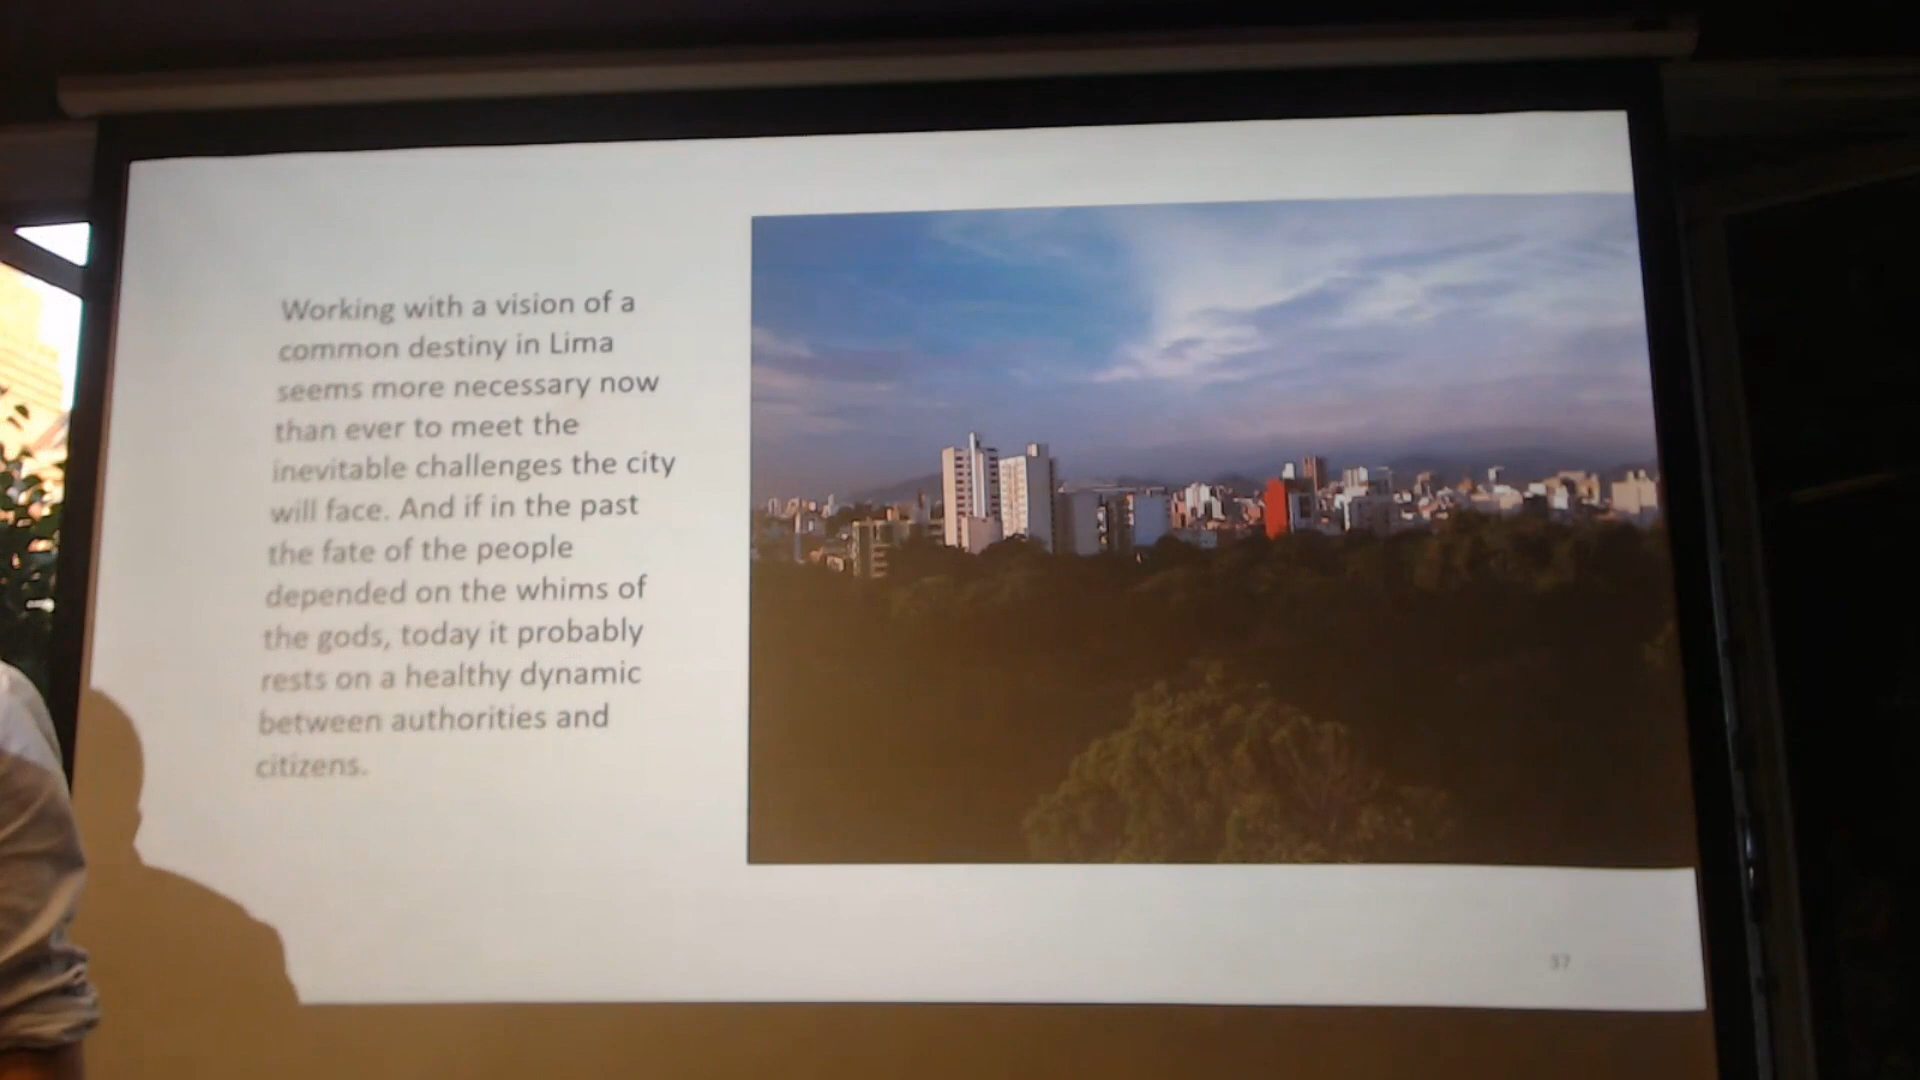 Working with a vision of a
common destiny in Lima
seems more necessary now
than ever to meet the
inevitable challenges the city
will face. And if in the past
the fate of the people
depended on the whims of
the gods, today it probably
rests on a healthy dynamic
between authorities and
citizens.
37